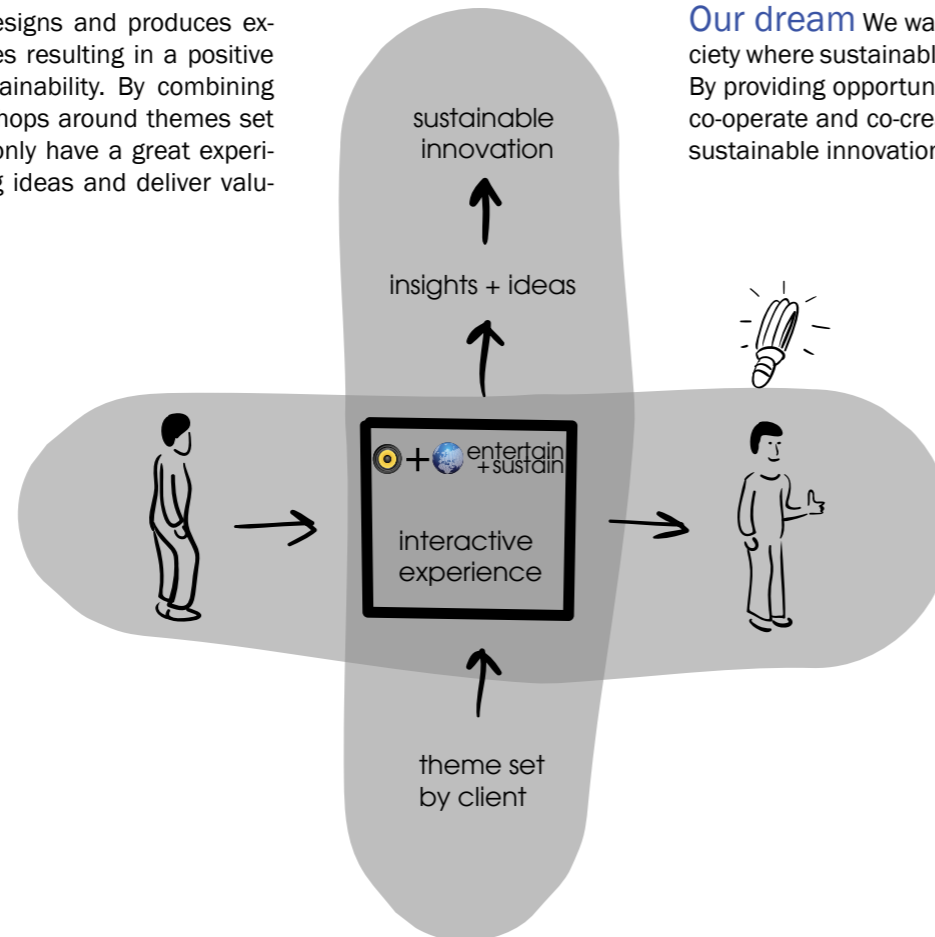 esigns and produces ex-
es resulting in a positive
ainability. By combining
hops around themes set
only have a great experi-
g ideas and deliver valu-
Our dream We wa
ciety where sustainabl
By providing opportun
co-operate and co-cre
sustainable innovation
sustainable
innovation
insights + ideas
+ entertain
+sustain
interactive
experience
theme set
by client